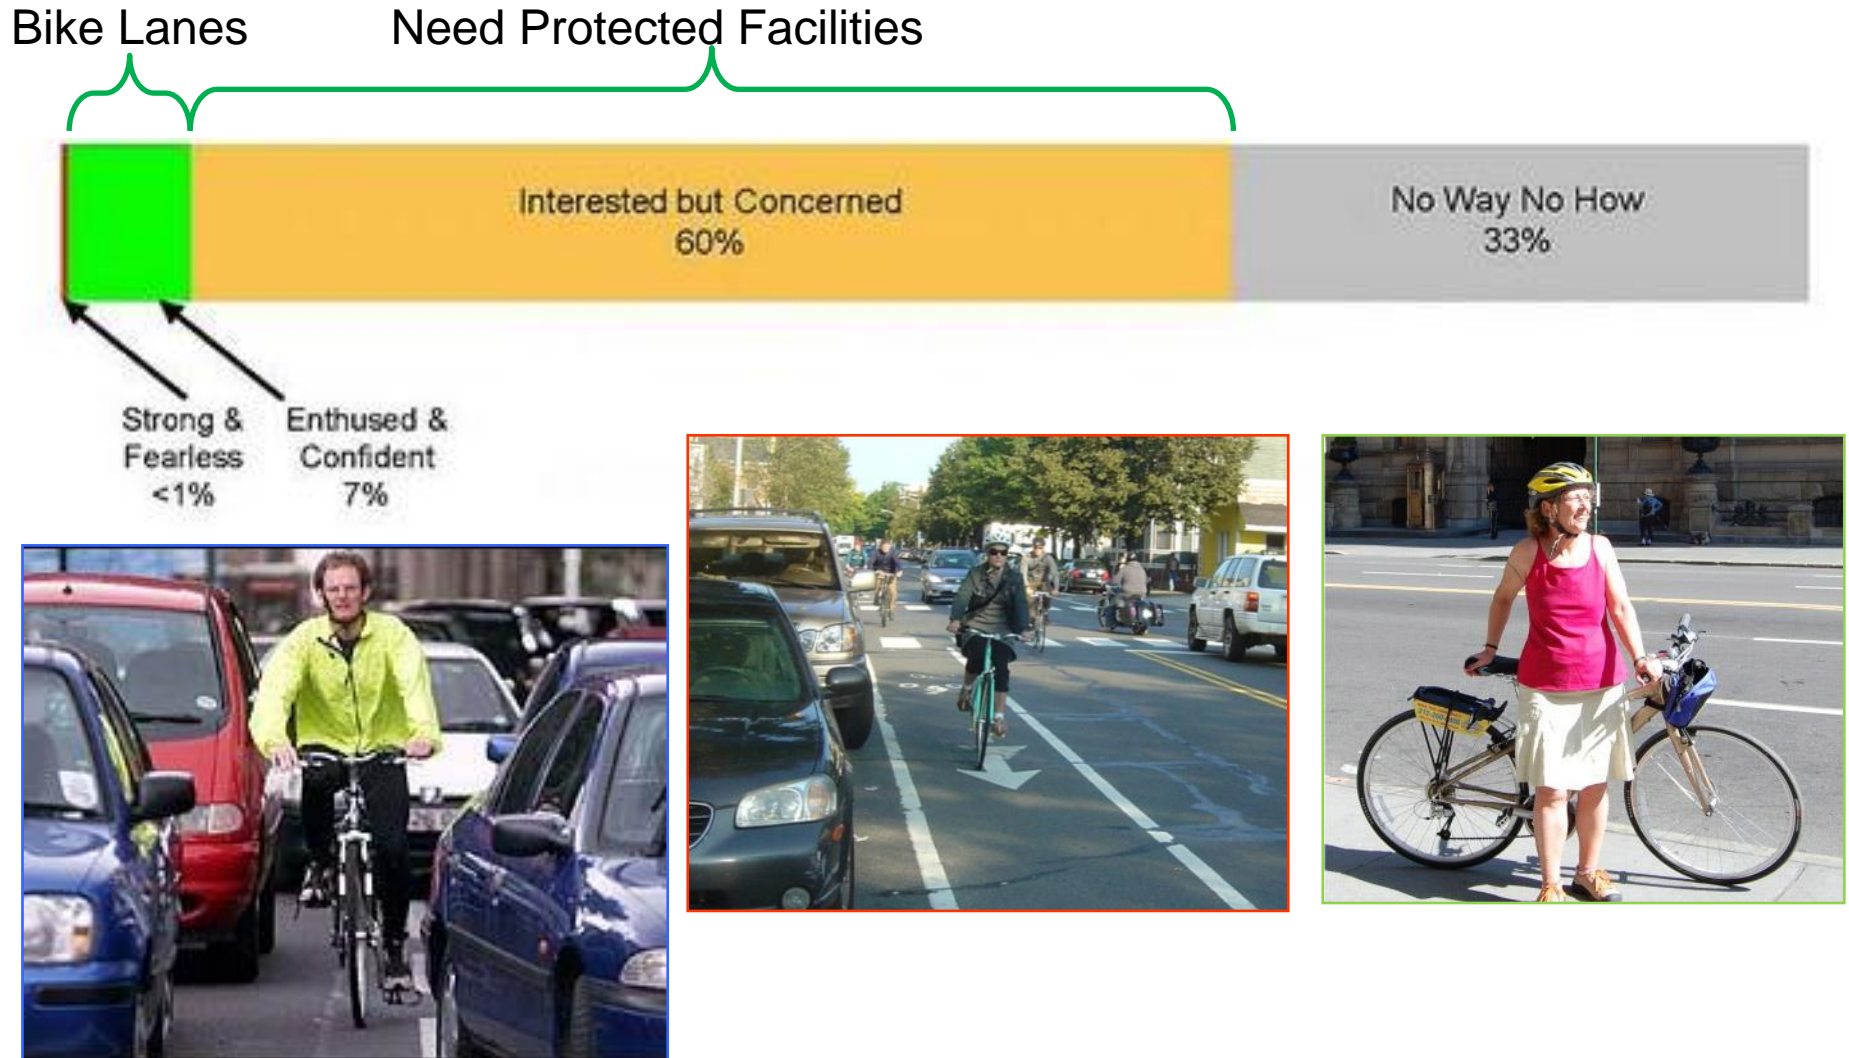 Bike Lanes
Need Protected Facilities
Interested but Concerned
60%
No Way No How
33%
Strong &
Fearless
<1%
Enthused &
Confident
7%